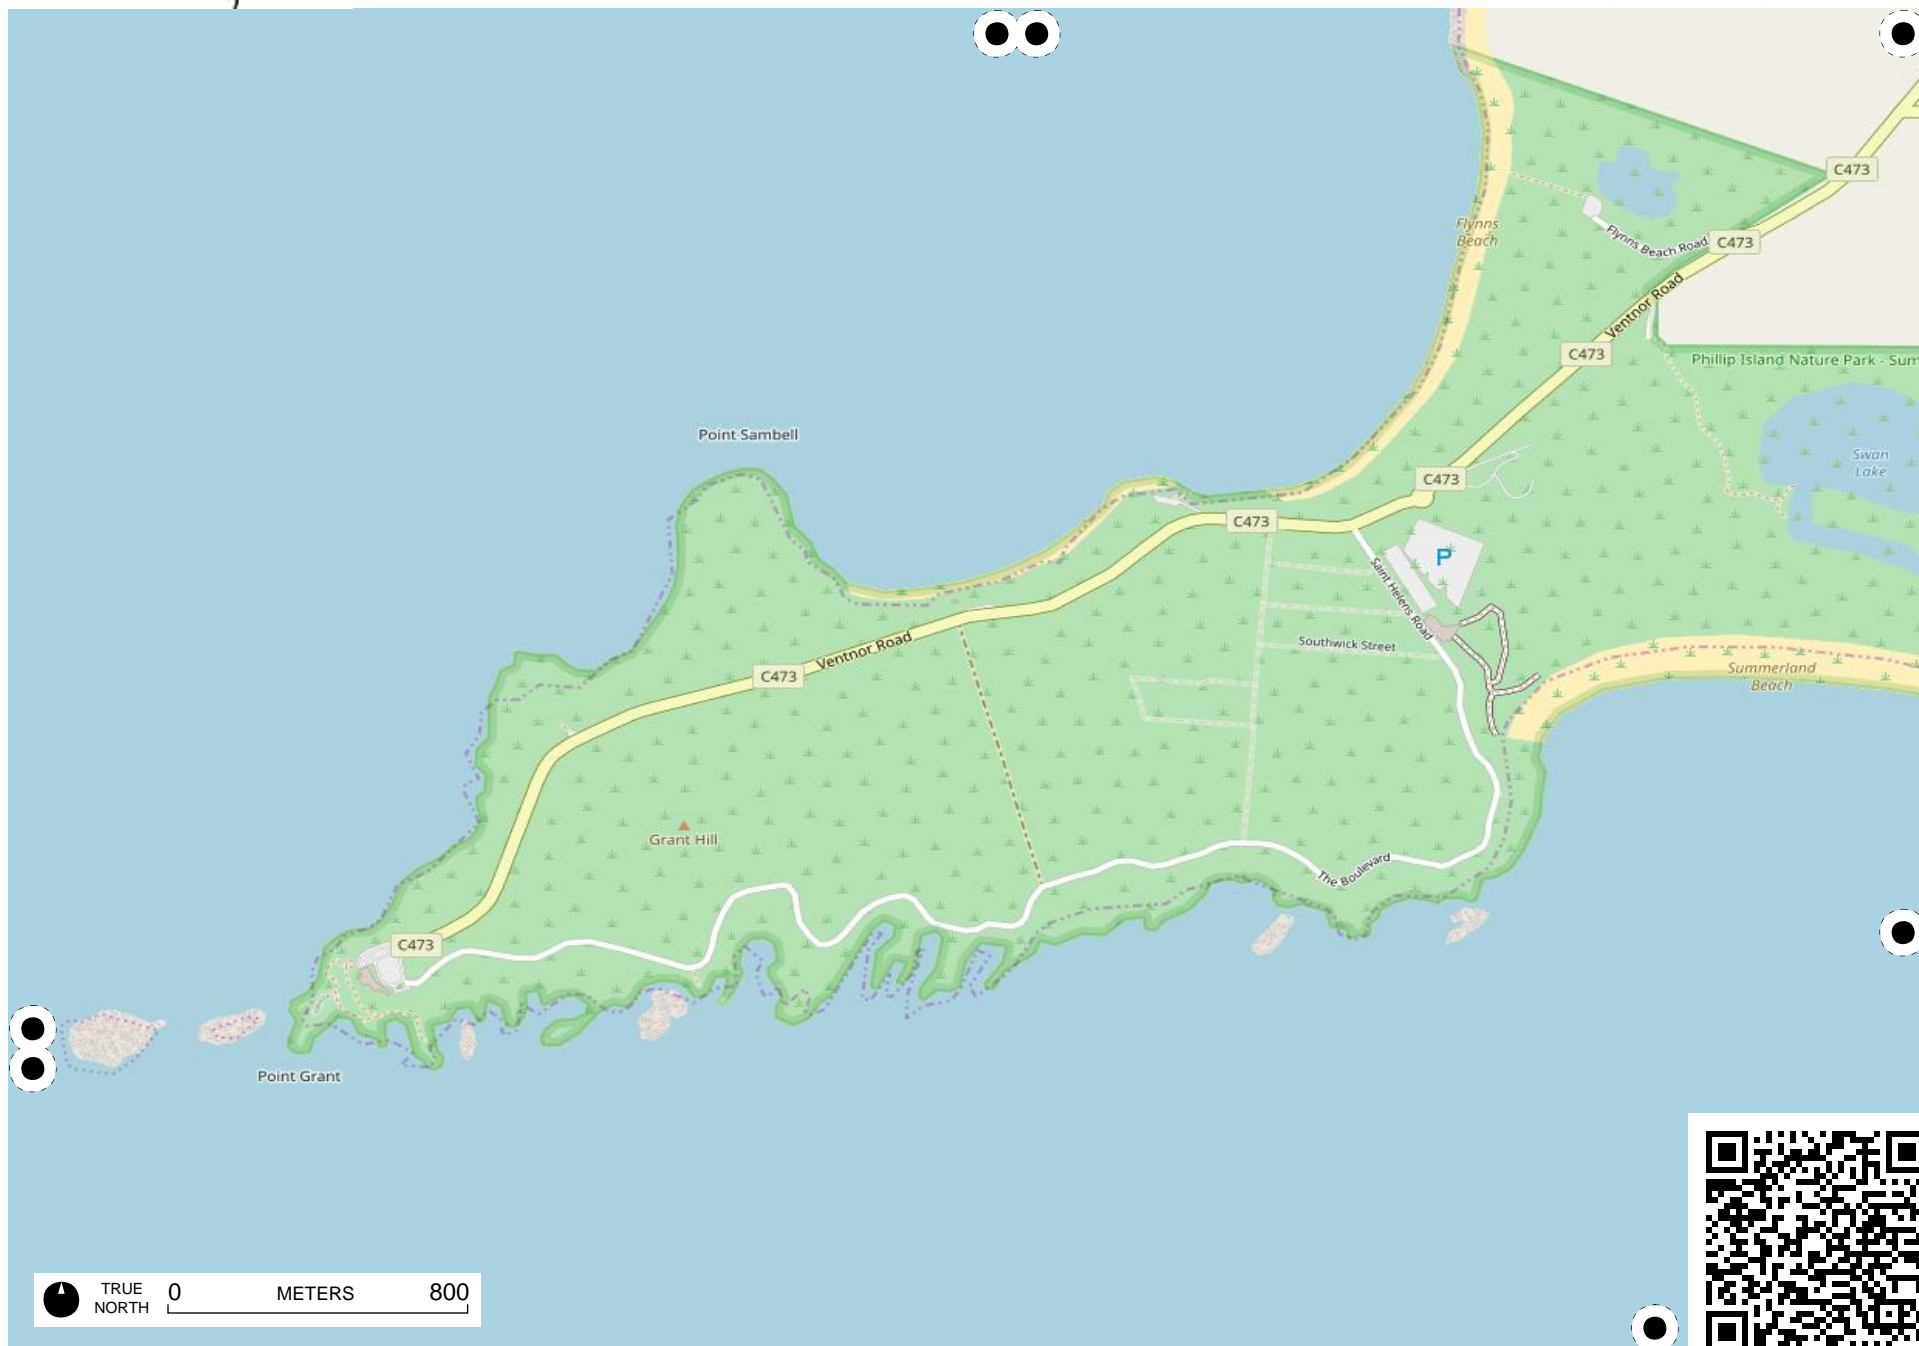 C473
Flynns
Beach
Flynns Beach Road
C473
Ventnor Road
C473
Phillip Island Nature Park - Sum
Point Sambell
Swan
Lake
C473
C473
P
Saint Helens Road
Southwick Street
Ventnor Road
C473
Summerland
Beach
Grant Hill
The Boulevard
C473
Point Grant
TRUE
NORTH
0 METERS 800